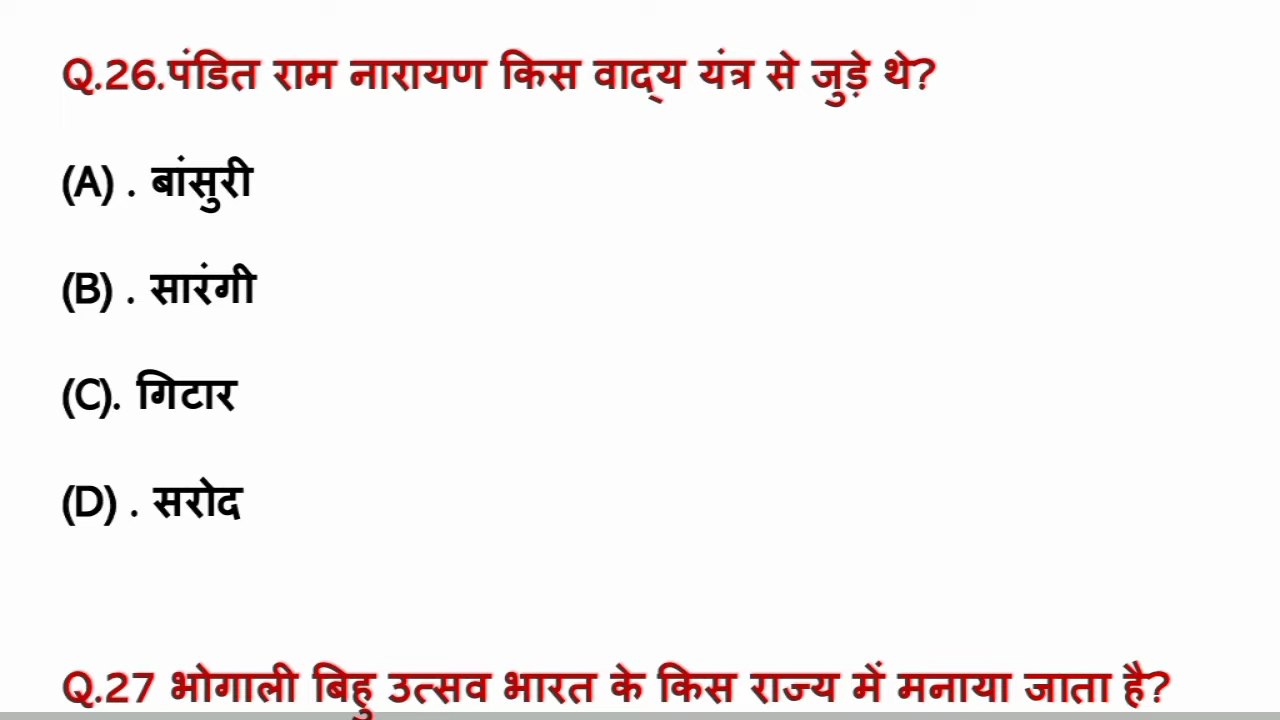 Q.26.पंडित राम नारायण किस वाद्य यंत्र से जुड़े थे?
(A) . बांसुरी
(B) . सारंगी
(C). गिटार
(D) . सरोद
Q.27 भोगाली बिहु उत्सव भारत के किस राज्य में मनाया जाता है?